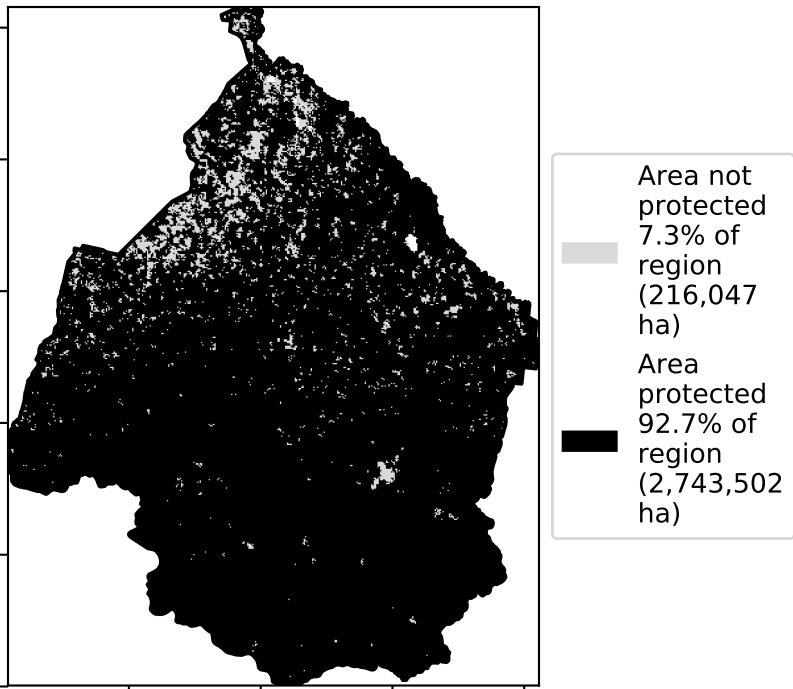 Area not
protected
7.3% of
region
(216,047
ha)
Area
protected
92.7% of
region
(2,743,502
ha)